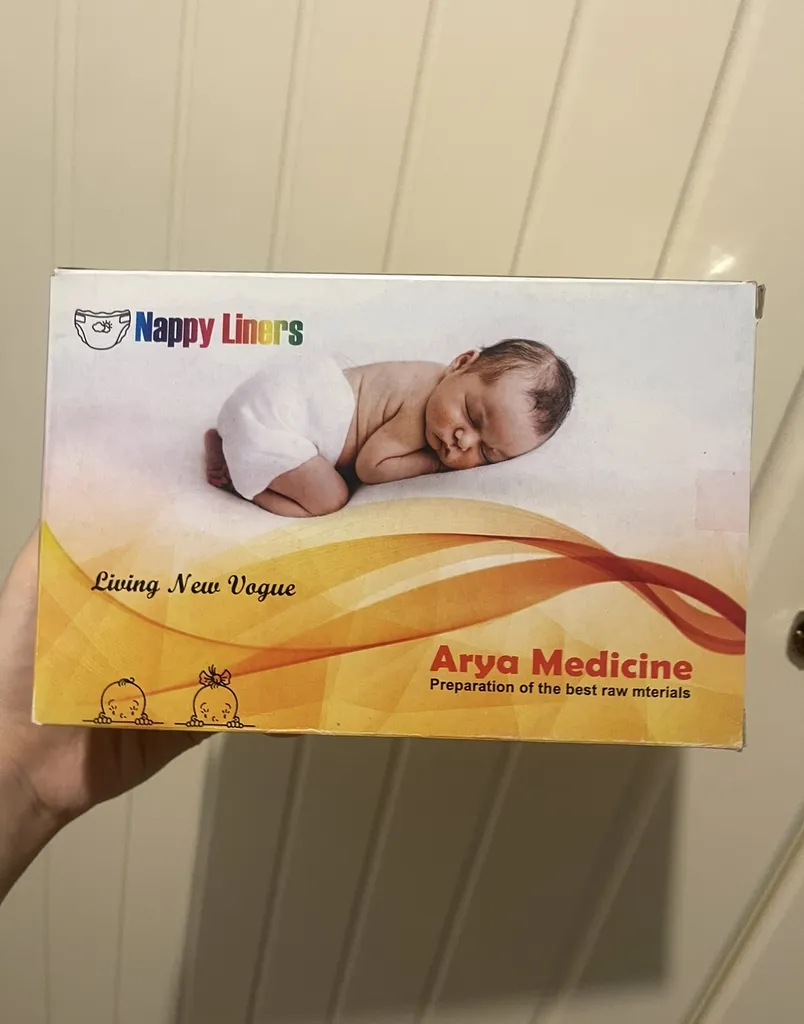 Nappy Liners
Living New Vogue
Arya Medicine
Preparation of the best raw mterials